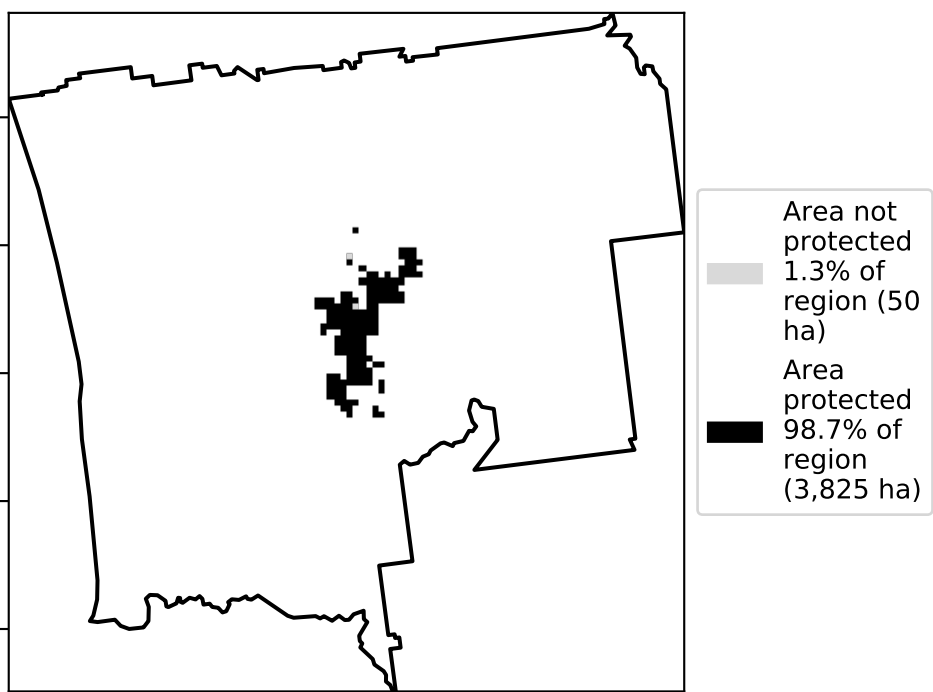 Area not
protected
1.3% of
region (50
ha)
Area
protected
98.7% of
region
(3,825 ha)